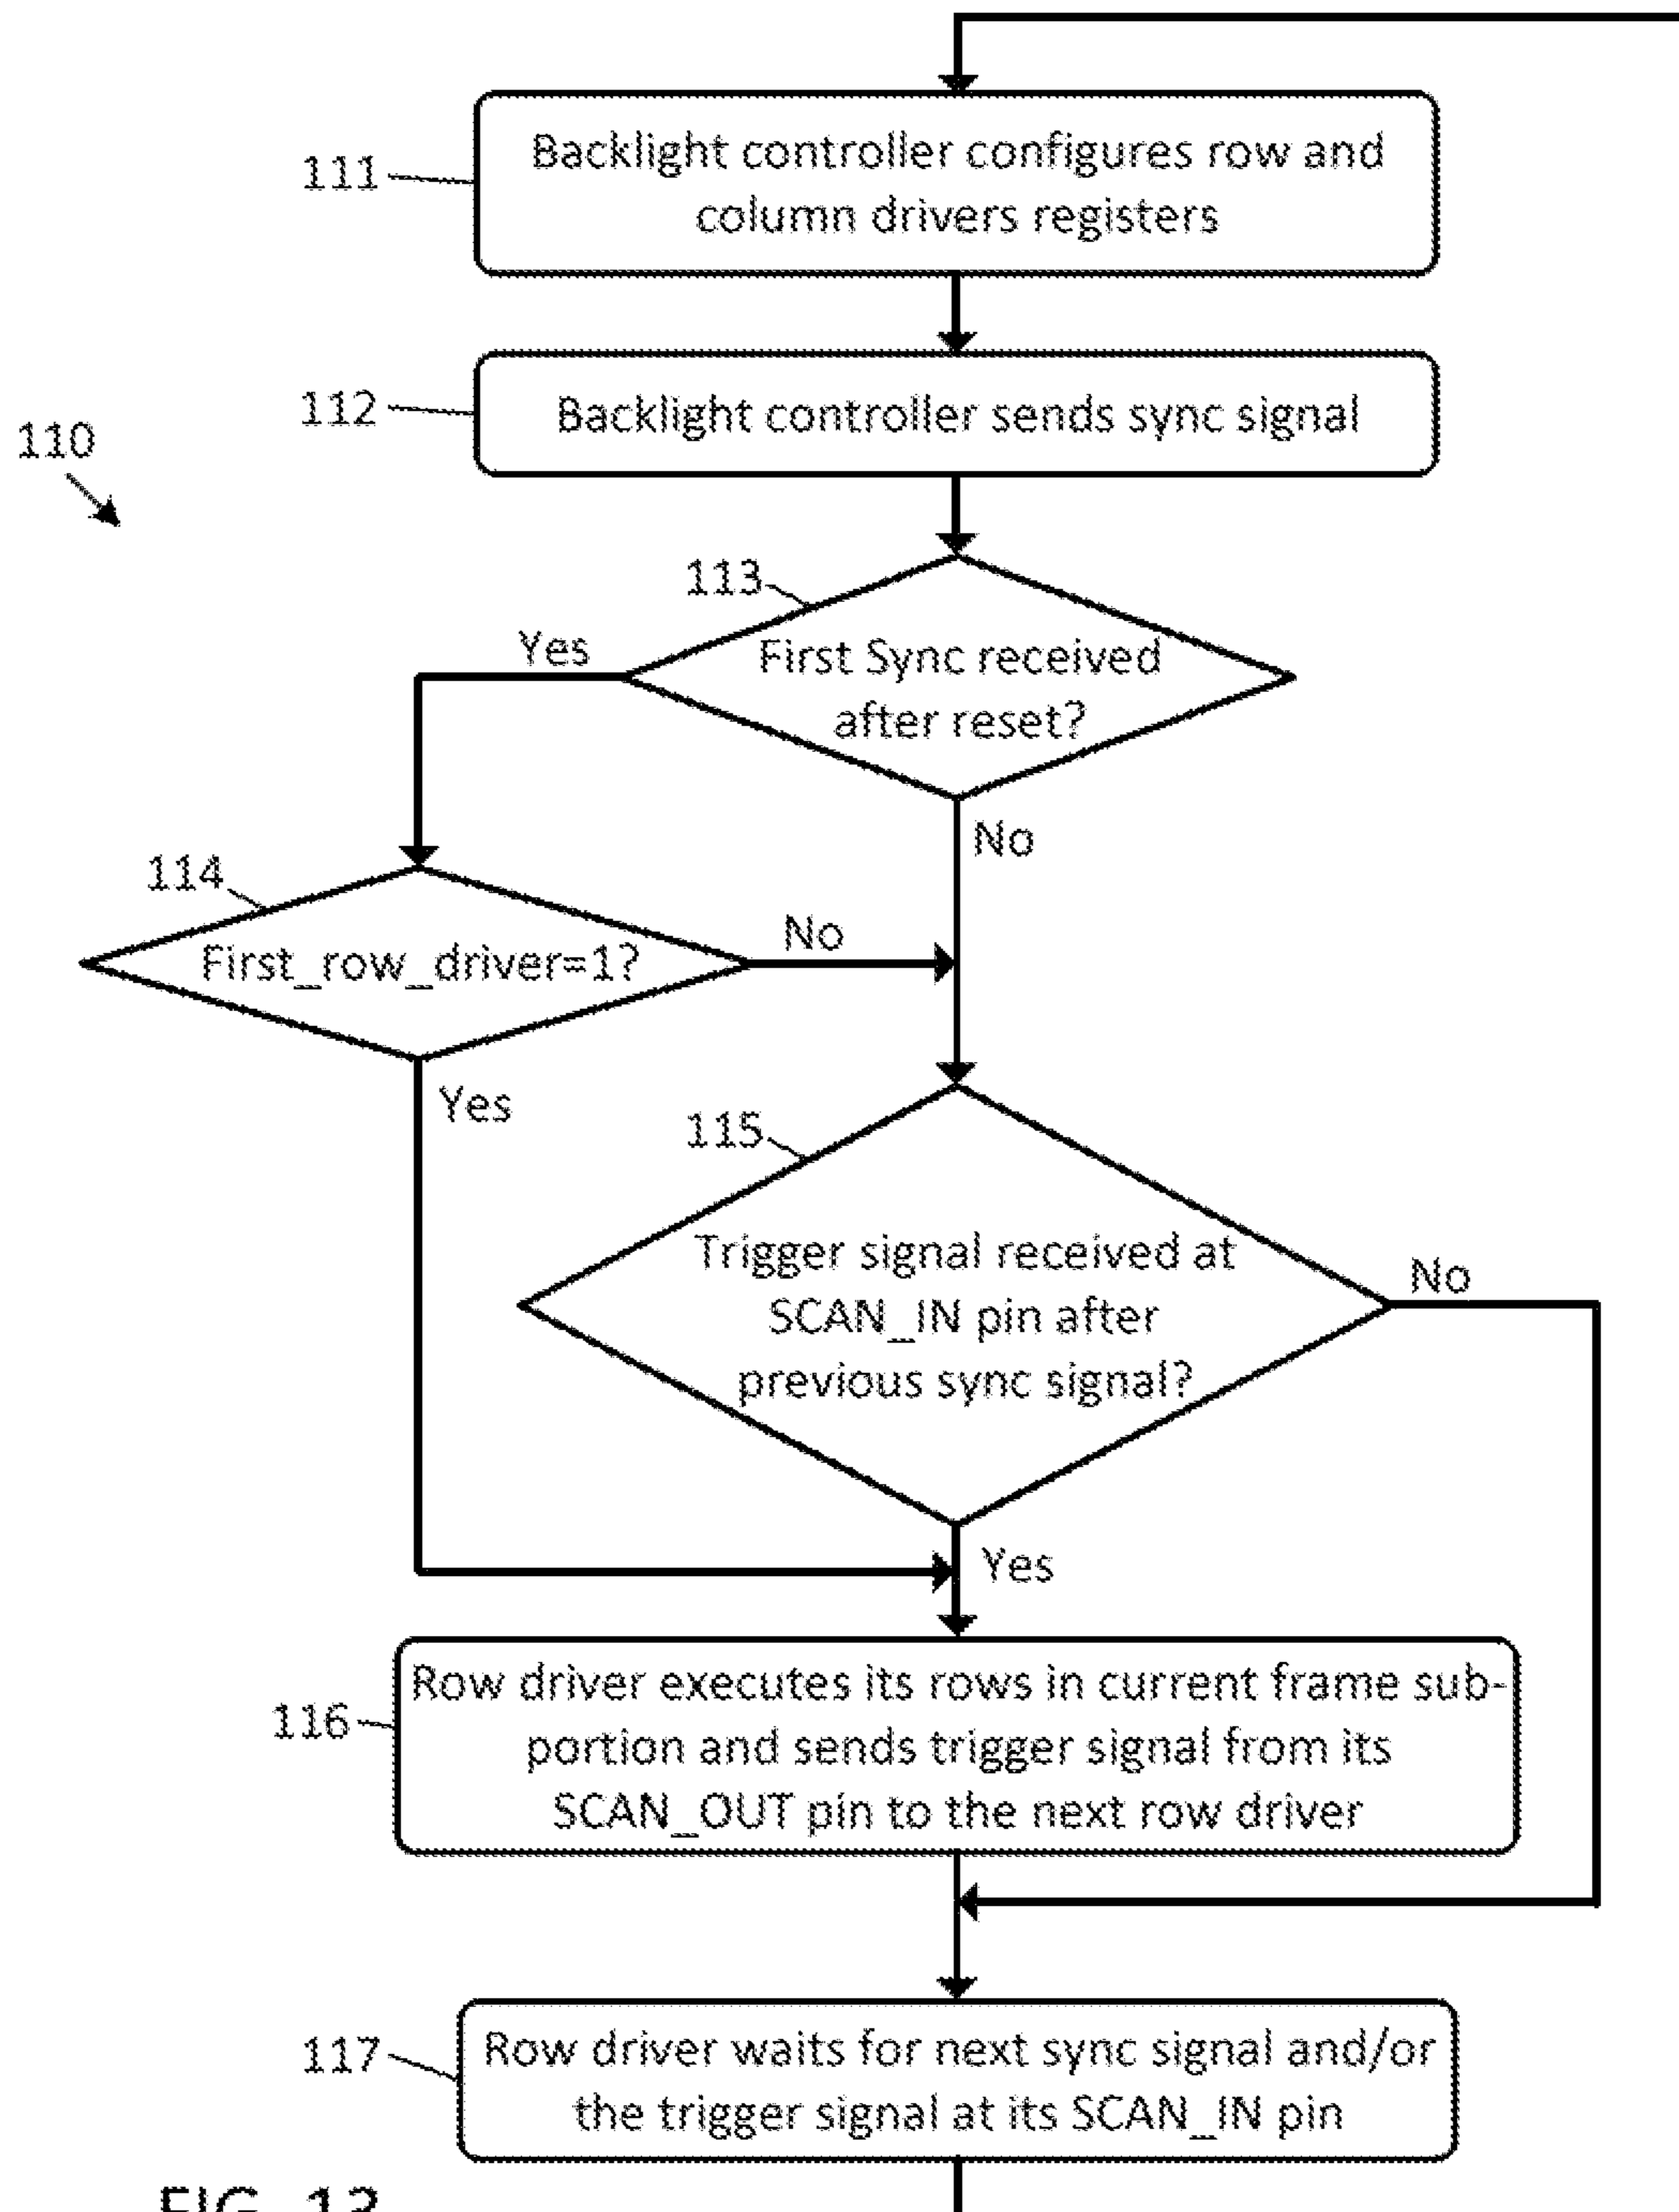 111
Backlight controller configures row and
column drivers registers
112
Backlight controller sends sync signal
110
113
Yes
First Sync received
after reset?
No
114
No
First_row_driver=1?
Yes
115
Trigger signal received at
SCAN_IN pin after
previous sync signal?
No
Yes
116
Row driver executes its rows in current frame sub-
portion and sends trigger signal from its
SCAN_OUT pin to the next row driver
117
Row driver waits for next sync signal and/or
the trigger signal at its SCAN_IN pin